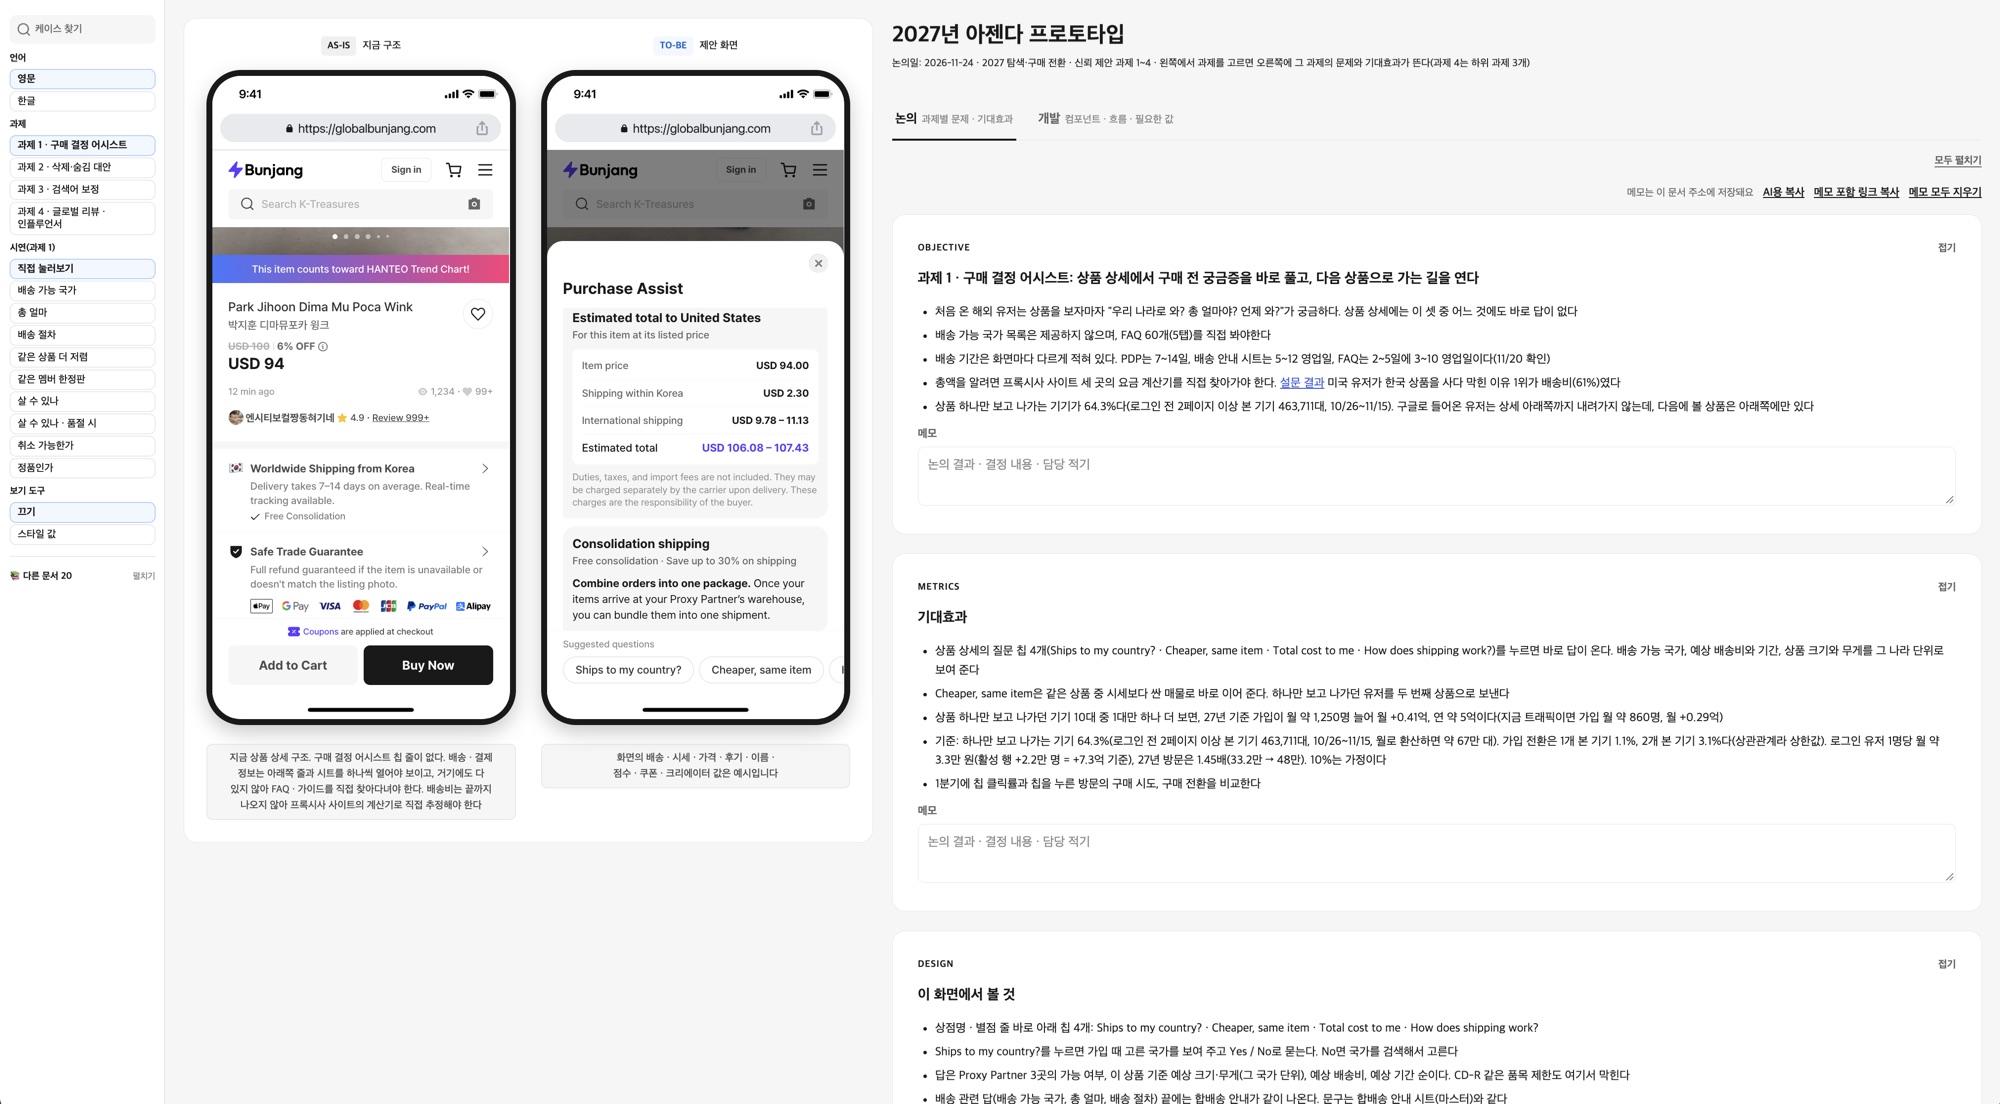 케이스 찾기
언어
영문
한글
과제
과제 1 · 구매 결정 어시스트
과제 2 · 삭제·숨김 대안
과제 3 · 검색어 보정
과제 4 · 글로벌 리뷰 ·
인플루언서
시연(과제 1)
직접 눌러보기
배송 가능 국가
총 얼마
배송 절차
같은 상품 더 저렴
같은 멤버 한정판
살 수 있나
살 수 있나 · 품절 시
취소 가능한가
정품인가
보기 도구
끄기
스타일 값
다른 문서 20 펼치기
AS-IS 지금 구조
9:41
https://globalbunjang.com
Bunjang Sign in
Search K-Treasures
This item counts toward HANTEO Trend Chart!
Park Jihoon Dima Mu Poca Wink
박지훈 디마뮤포카 윙크
USD 100 6% OFF
USD 94
12 min ago 1,234 · 99+
엔시티보컬짱동혀기네 4.9 · Review 999+
Worldwide Shipping from Korea
Delivery takes 7–14 days on average. Real-time
tracking available.
Free Consolidation
Safe Trade Guarantee
Full refund guaranteed if the item is unavailable or
doesn't match the listing photo.
Pay G Pay VISA mastercard JCB PayPal Alipay
Coupons are applied at checkout
Add to Cart Buy Now
지금 상품 상세 구조. 구매 결정 어시스트 칩 줄이 없다. 배송 · 결제
정보는 아래쪽 줄과 시트를 하나씩 열어야 보이고, 거기에도 다
있지 않아 FAQ · 가이드를 직접 찾아다녀야 한다. 배송비는 끝까지
나오지 않아 프록시사 사이트의 계산기로 직접 추정해야 한다
TO-BE 제안 화면
9:41
https://globalbunjang.com
Bunjang Sign in
Search K-Treasures
Purchase Assist
Estimated total to United States
For this item at its listed price
Item price USD 94.00
Shipping within Korea USD 2.30
International shipping USD 9.78 – 11.13
Estimated total USD 106.08 – 107.43
Duties, taxes, and import fees are not included. They may
be charged separately by the carrier upon delivery. These
charges are the responsibility of the buyer.
Consolidation shipping
Free consolidation · Save up to 30% on shipping
Combine orders into one package. Once your
items arrive at your Proxy Partner's warehouse,
you can bundle them into one shipment.
Suggested questions
Ships to my country? Cheaper, same item
화면의 배송 · 시세 · 가격 · 후기 · 이름 ·
점수 · 쿠폰 · 크리에이터 값은 예시입니다
2027년 아젠다 프로토타입
논의일: 2026-11-24 · 2027 탐색·구매 전환 · 신뢰 제안 과제 1~4 · 왼쪽에서 과제를 고르면 오른쪽에 그 과제의 문제와 기대효과가 뜬다(과제 4는 하위 과제 3개)
논의 과제별 문제 · 기대효과 개발 컴포넌트 · 흐름 · 필요한 값
모두 펼치기
메모는 이 문서 주소에 저장돼요 AI용 복사 메모 포함 링크 복사 메모 모두 지우기
OBJECTIVE 접기
과제 1 · 구매 결정 어시스트: 상품 상세에서 구매 전 궁금증을 바로 풀고, 다음 상품으로 가는 길을 연다
처음 온 해외 유저는 상품을 보자마자 "우리 나라로 와? 총 얼마야? 언제 와?"가 궁금하다. 상품 상세에는 이 셋 중 어느 것에도 바로 답이 없다
배송 가능 국가 목록은 제공하지 않으며, FAQ 60개(5탭)를 직접 봐야한다
배송 기간은 화면마다 다르게 적혀 있다. PDP는 7~14일, 배송 안내 시트는 5~12 영업일, FAQ는 2~5일에 3~10 영업일이다(11/20 확인)
총액을 알려면 프록시사 사이트 세 곳의 요금 계산기를 직접 찾아가야 한다. 설문 결과 미국 유저가 한국 상품을 사다 막힌 이유 1위가 배송비(61%)였다
상품 하나만 보고 나가는 기기가 64.3%다(로그인 전 2페이지 이상 본 기기 463,711대, 10/26~11/15). 구글로 들어온 유저는 상세 아래쪽까지 내려가지 않는데, 다음에 볼 상품은 아래쪽에만 있다
메모
논의 결과 · 결정 내용 · 담당 적기
METRICS 접기
기대효과
상품 상세의 질문 칩 4개(Ships to my country? · Cheaper, same item · Total cost to me · How does shipping work?)를 누르면 바로 답이 온다. 배송 가능 국가, 예상 배송비와 기간, 상품 크기와 무게를 그 나라 단위로
보여 준다
Cheaper, same item은 같은 상품 중 시세보다 싼 매물로 바로 이어 준다. 하나만 보고 나가던 유저를 두 번째 상품으로 보낸다
상품 하나만 보고 나가던 기기 10대 중 1대만 하나 더 보면, 27년 기준 가입이 월 약 1,250명 늘어 월 +0.41억, 연 약 5억이다(지금 트래픽이면 가입 월 약 860명, 월 +0.29억)
기준: 하나만 보고 나가는 기기 64.3%(로그인 전 2페이지 이상 본 기기 463,711대, 10/26~11/15, 월로 환산하면 약 67만 대). 가입 전환은 1개 본 기기 1.1%, 2개 본 기기 3.1%다(상관관계라 상한값). 로그인 유저 1명당 월 약
3.3만 원(활성 행 +2.2만 명 = +7.3억 기준), 27년 방문은 1.45배(33.2만 → 48만). 10%는 가정이다
1분기에 칩 클릭률과 칩을 누른 방문의 구매 시도, 구매 전환을 비교한다
메모
논의 결과 · 결정 내용 · 담당 적기
DESIGN 접기
이 화면에서 볼 것
상점명 · 별점 줄 바로 아래 칩 4개: Ships to my country? · Cheaper, same item · Total cost to me · How does shipping work?
Ships to my country?를 누르면 가입 때 고른 국가를 보여 주고 Yes / No로 묻는다. No면 국가를 검색해서 고른다
답은 Proxy Partner 3곳의 가능 여부, 이 상품 기준 예상 크기·무게(그 국가 단위), 예상 배송비, 예상 기간 순이다. CD-R 같은 품목 제한도 여기서 막힌다
배송 관련 답(배송 가능 국가, 총 얼마, 배송 절차) 끝에는 합배송 안내가 같이 나온다. 문구는 합배송 안내 시트(마스터)와 같다